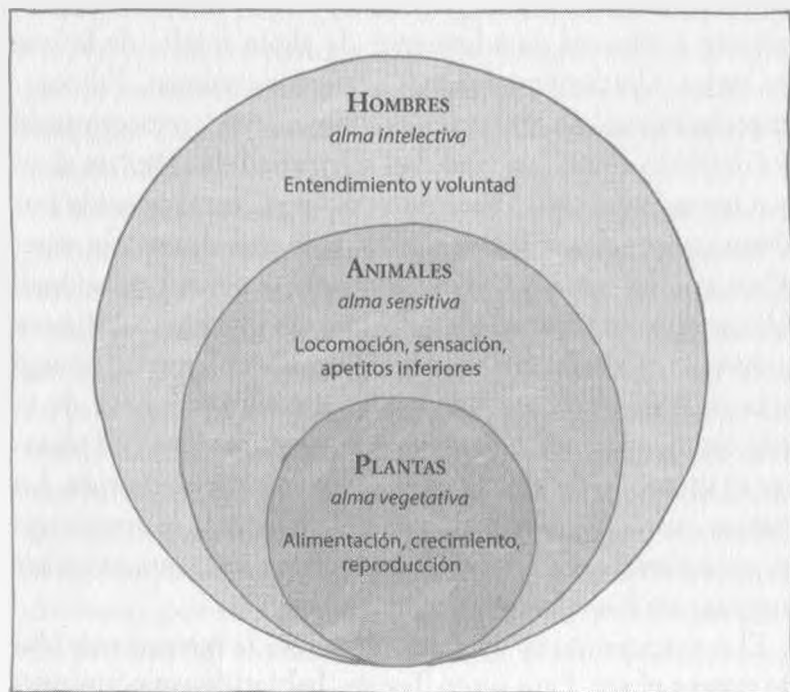 HOMBRES
alma intelectiva
Entendimiento y voluntad
ANIMALES
alma sensitiva
Locomoción, sensación,
apetitos inferiores
PLANTAS
alma vegetativa
Alimentación, crecimiento,
reproducción